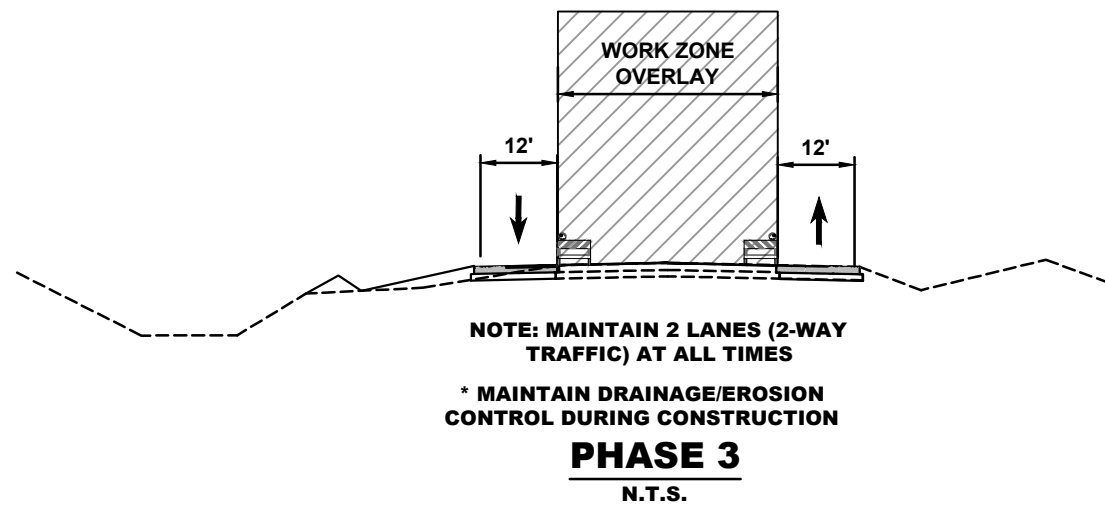 WORK ZONE
OVERLAY
12'
12'
NOTE: MAINTAIN 2 LANES (2-WAY
TRAFFIC) AT ALL TIMES
* MAINTAIN DRAINAGE/EROSION
CONTROL DURING CONSTRUCTION
PHASE 3
N.T.S.